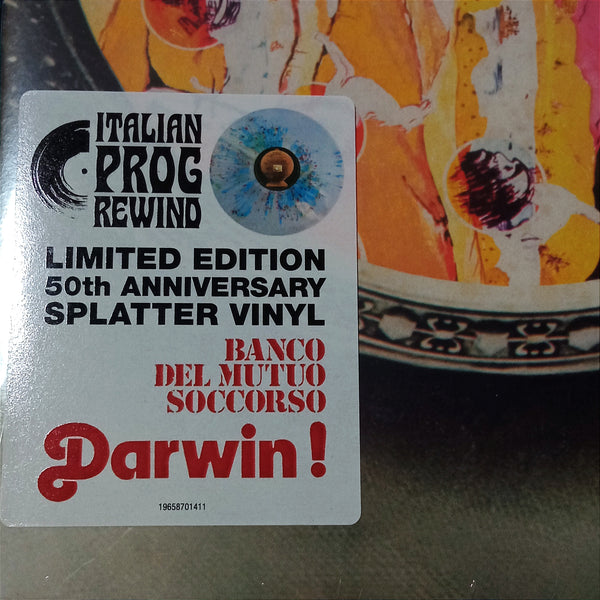 ITALIAN
PROG
REWIND
LIMITED EDITION
50th ANNIVERSARY
SPLATTER VINYL
BANCO
DEL MUTUO
SOCCORSO
Darwin!
19658701411